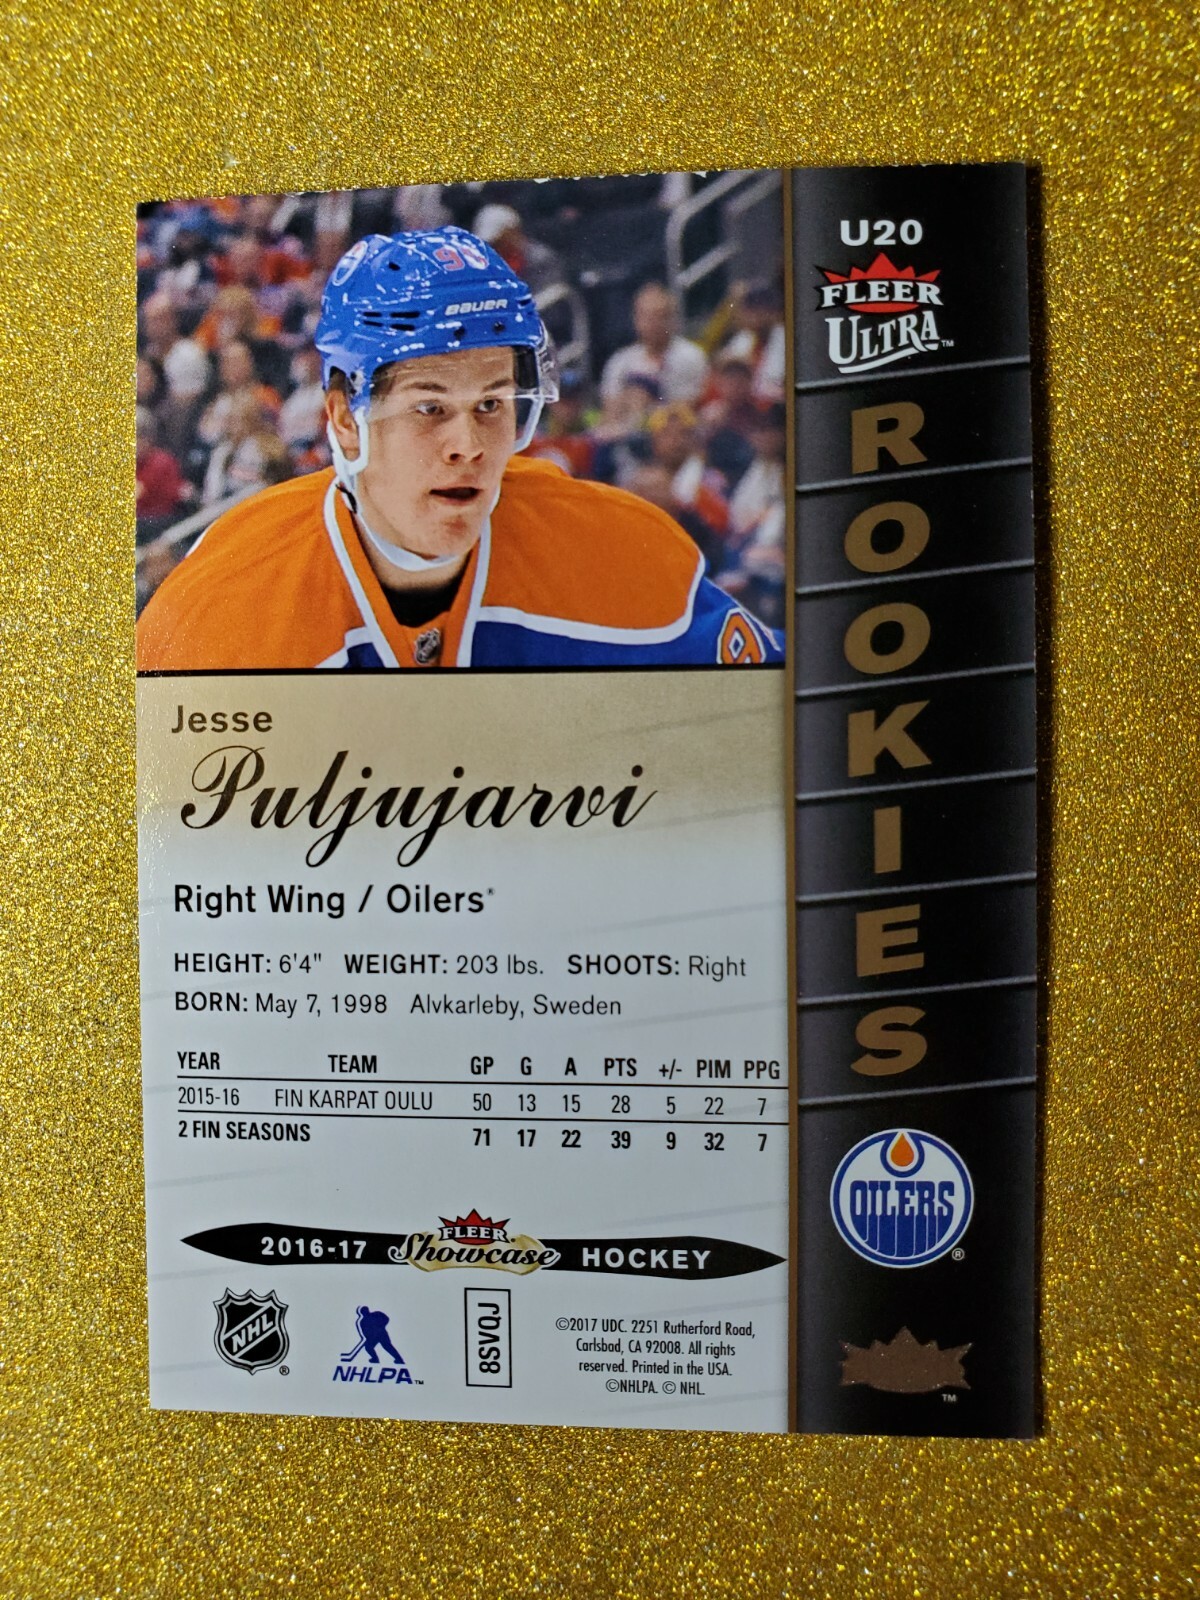 U20
FLEER
ULTRA™
ROOKIES
BAUER
9
Jesse
Puljujarvi
Right Wing / Oilers®
HEIGHT: 6'4" WEIGHT: 203 lbs. SHOOTS: Right
BORN: May 7, 1998 Alvkarleby, Sweden
YEAR TEAM GP G A PTS +/- PIM PPG
2015-16 FIN KARPAT OULU 50 13 15 28 5 22 7
2 FIN SEASONS 71 17 22 39 9 32 7
OILERS ®
2016-17 FLEER Showcase HOCKEY
NHL ®
NHLPA™
8SVQJ
©2017 UDC. 2251 Rutherford Road,
Carlsbad, CA 92008. All rights
reserved. Printed in the USA.
©NHLPA. © NHL.
™